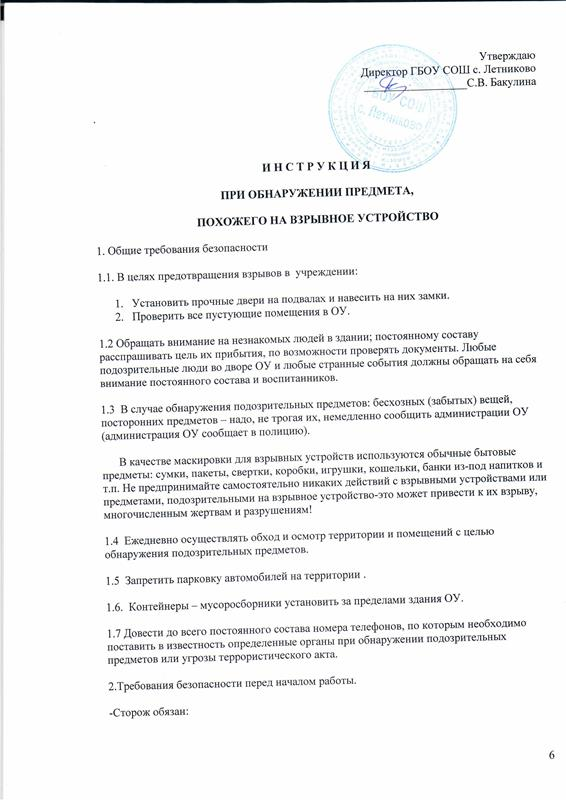 Утверждаю
Директор ГБОУ СОШ с. Летниково
С.В. Бакулина
БОУ СОШ
с. Летниково
И Н С Т Р У К Ц И Я
ПРИ ОБНАРУЖЕНИИ ПРЕДМЕТА,
ПОХОЖЕГО НА ВЗРЫВНОЕ УСТРОЙСТВО
1. Общие требования безопасности
1.1. В целях предотвращения взрывов в учреждении:
1. Установить прочные двери на подвалах и навесить на них замки.
2. Проверить все пустующие помещения в ОУ.
1.2 Обращать внимание на незнакомых людей в здании; постоянному составу
расспрашивать цель их прибытия, по возможности проверять документы. Любые
подозрительные люди во дворе ОУ и любые странные события должны обращать на себя
внимание постоянного состава и воспитанников.
1.3 В случае обнаружения подозрительных предметов: бесхозных (забытых) вещей,
посторонних предметов – надо, не трогая их, немедленно сообщить администрации ОУ
(администрация ОУ сообщает в полицию).
В качестве маскировки для взрывных устройств используются обычные бытовые
предметы: сумки, пакеты, свертки, коробки, игрушки, кошельки, банки из-под напитков и
т.п. Не предпринимайте самостоятельно никаких действий с взрывными устройствами или
предметами, подозрительными на взрывное устройство-это может привести к их взрыву,
многочисленным жертвам и разрушениям!
1.4 Ежедневно осуществлять обход и осмотр территории и помещений с целью
обнаружения подозрительных предметов.
1.5 Запретить парковку автомобилей на территории .
1.6. Контейнеры – мусоросборники установить за пределами здания ОУ.
1.7 Довести до всего постоянного состава номера телефонов, по которым необходимо
поставить в известность определенные органы при обнаружении подозрительных
предметов или угрозы террористического акта.
2.Требования безопасности перед началом работы.
-Сторож обязан:
6